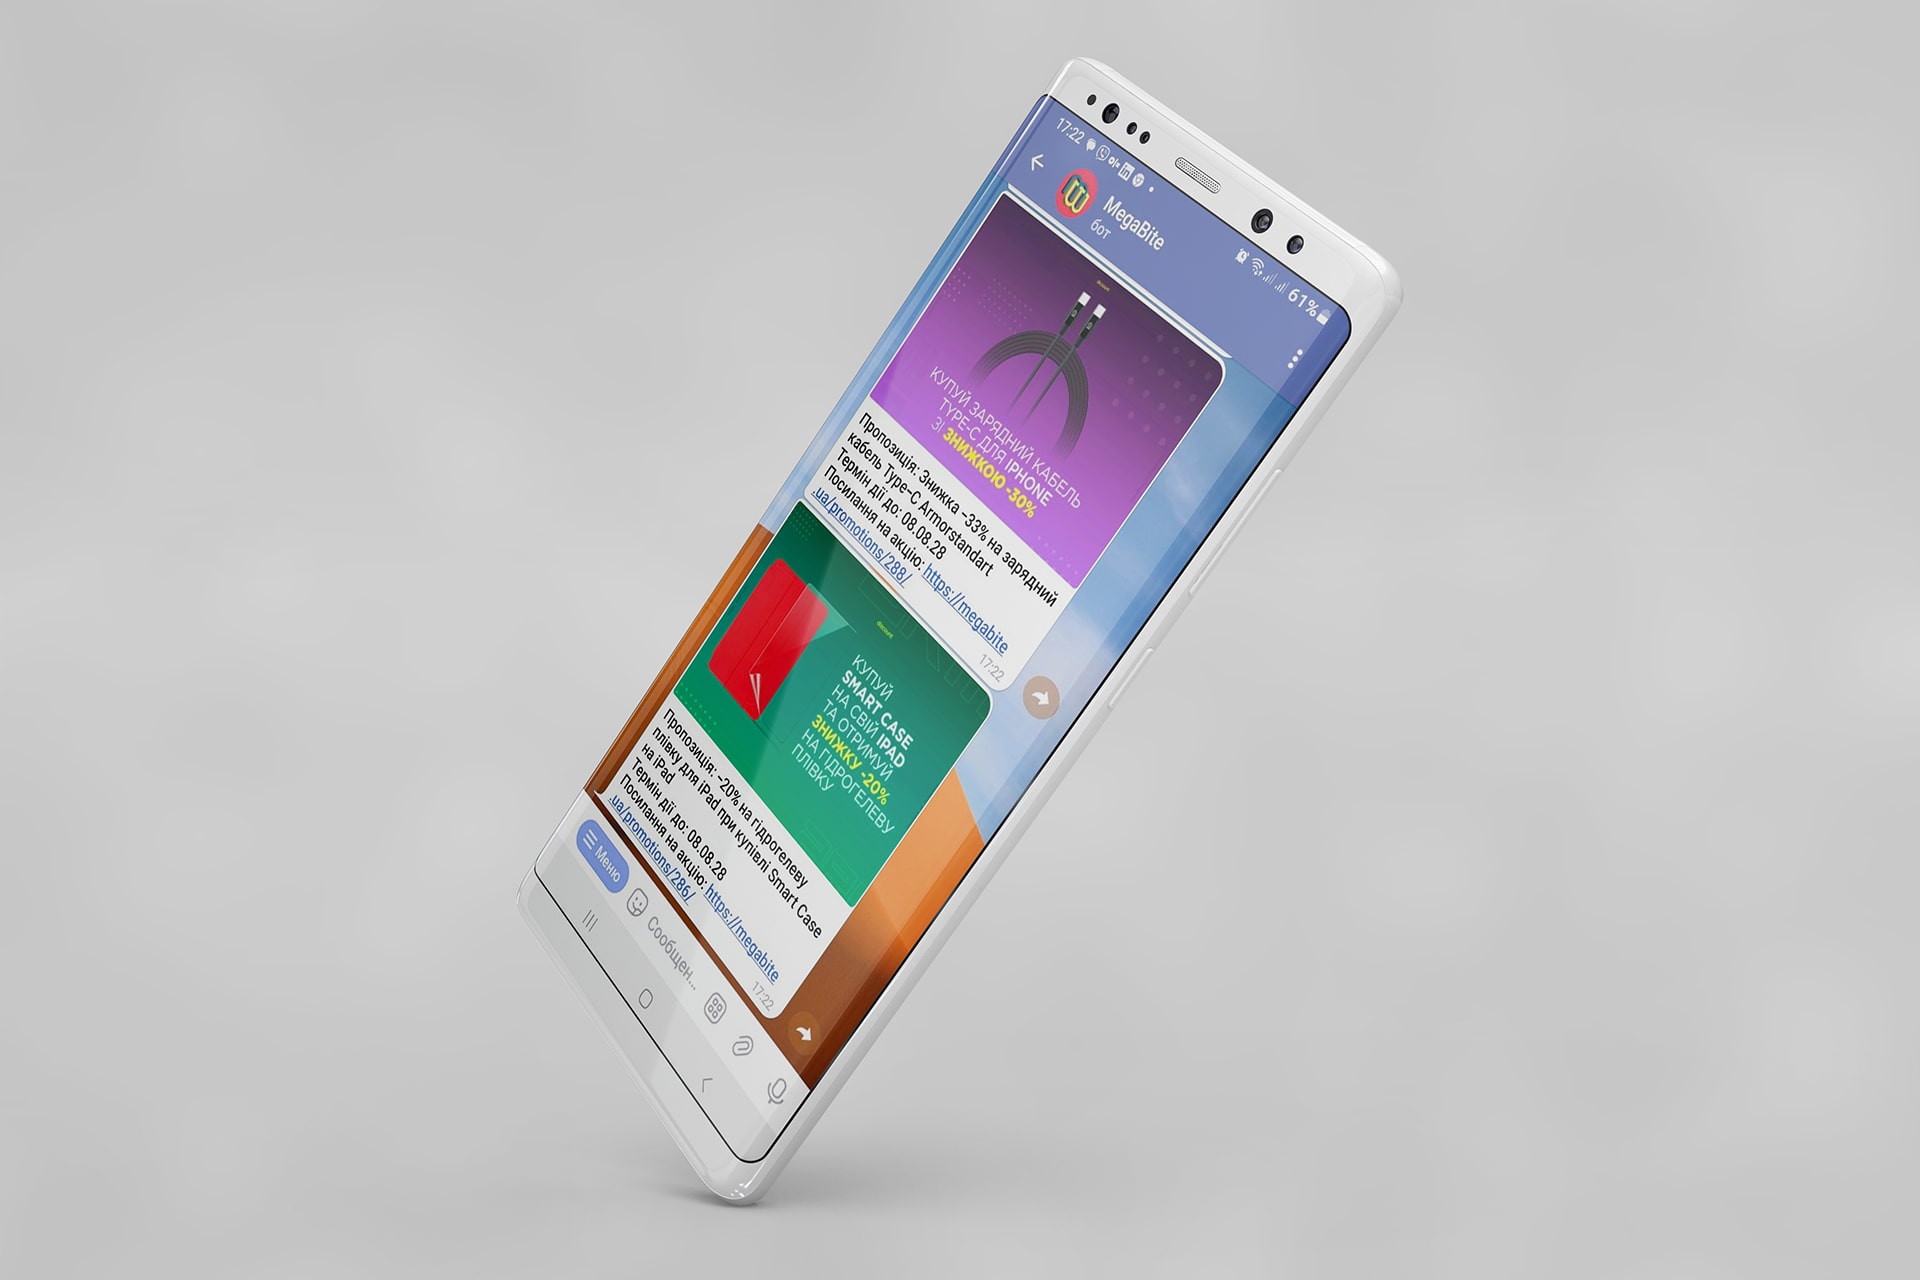 17:22
61%
MegaBite
бот
discount
КУПУЙ ЗАРЯДНИЙ КАБЕЛЬ
TYPE-C ДЛЯ IPHONE
ЗІ ЗНИЖКОЮ -30%
Пропозиція: Знижка -33% на зарядний
кабель Type-C Armorstandart
Термін дії до: 08.08.28
Посилання на акцію: https://megabite
.ua/promotions/288/
17:22
discount
КУПУЙ
SMART CASE
НА СВІЙ IPAD
ТА ОТРИМУЙ
ЗНИЖКУ -20%
НА ГІДРОГЕЛЕВУ
ПЛІВКУ
Пропозиція: -20% на гідрогелеву
плівку для iPad при купівлі Smart Case
на iPad
Термін дії до: 08.08.28
Посилання на акцію: https://megabite
.ua/promotions/286/
17:22
Меню
Сообщен...